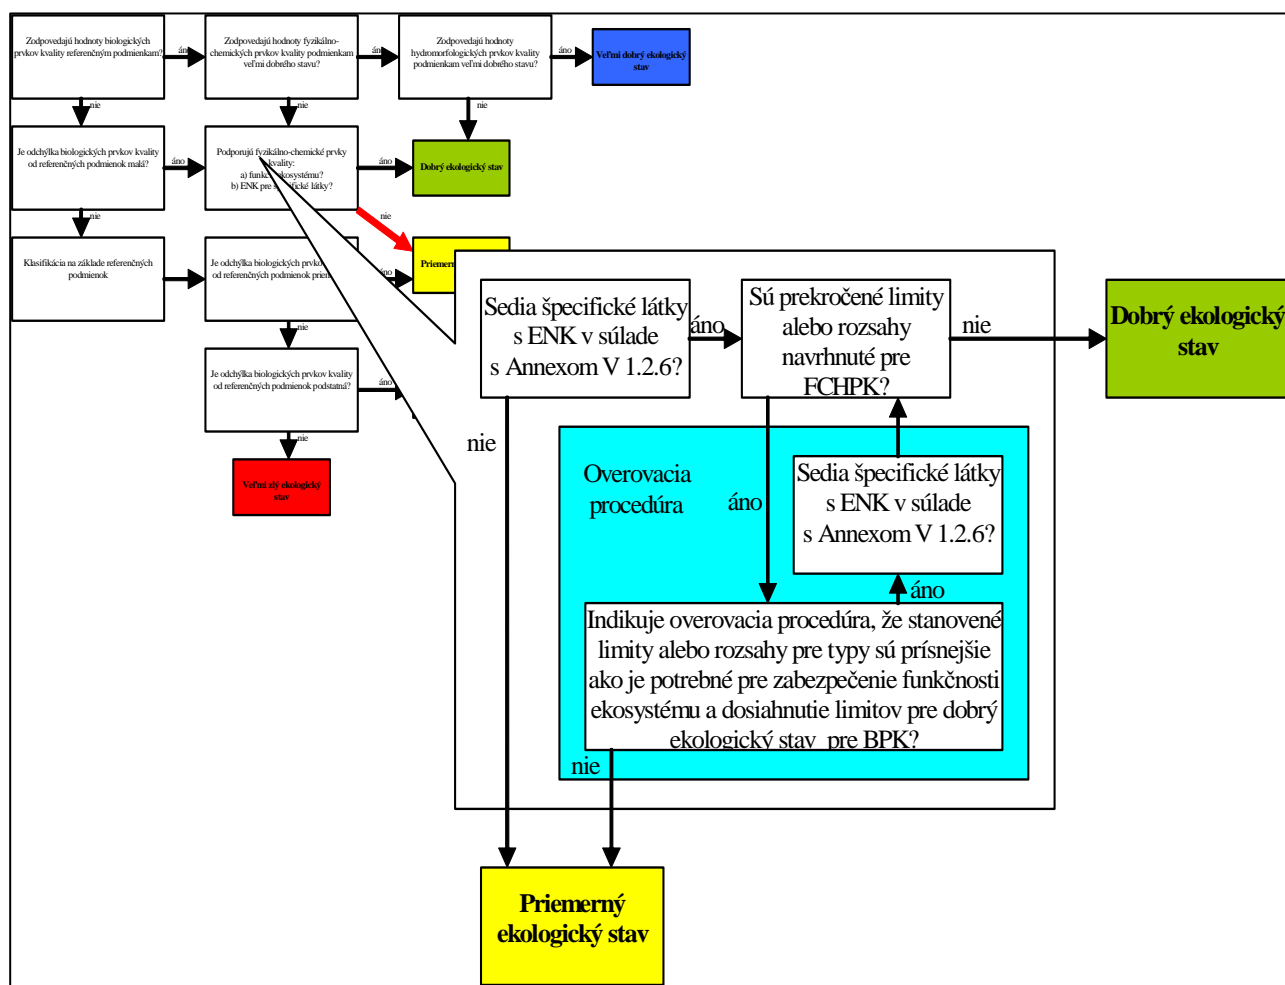 Zodpovedajú hodnoty biologických
prvkov kvality referenčným podmienkam?
áno
Zodpovedajú hodnoty fyzikálno-
chemických prvkov kvality podmienkam
veľmi dobrého stavu?
áno
Zodpovedajú hodnoty
hydromorfologických prvkov kvality
podmienkam veľmi dobrého stavu?
áno
Veľmi dobrý ekologický
stav
nie
nie
nie
Je odchýlka biologických prvkov kvality
od referenčných podmienok malá?
áno
Podporujú fyzikálno-chemické prvky
kvality:
a) ekosystému?
b) ENK pre látky?
áno
Dobrý ekologický stav
nie
nie
Klasifikácia na základe referenčných
podmienok
Je odchýlka biologických
od referenčných podmienok
áno
nie
Je odchýlka biologických prvkov kvality
od referenčných podmienok podstatná?
áno
nie
Veľmi zlý ekologický
stav
Sedia špecifické látky
s ENK v súlade
s Annexom V 1.2.6?
áno
Sú prekročené limity
alebo rozsahy
navrhnuté pre
FCHPK?
nie
Dobrý ekologický
stav
nie
Overovacia
procedúra
áno
Sedia špecifické látky
s ENK v súlade
s Annexom V 1.2.6?
áno
Indikuje overovacia procedúra, že stanovené
limity alebo rozsahy pre typy sú prísnejšie
ako je potrebné pre zabezpečenie funkčnosti
ekosystému a dosiahnutie limitov pre dobrý
ekologický stav pre BPK?
nie
Priemerný
ekologický stav